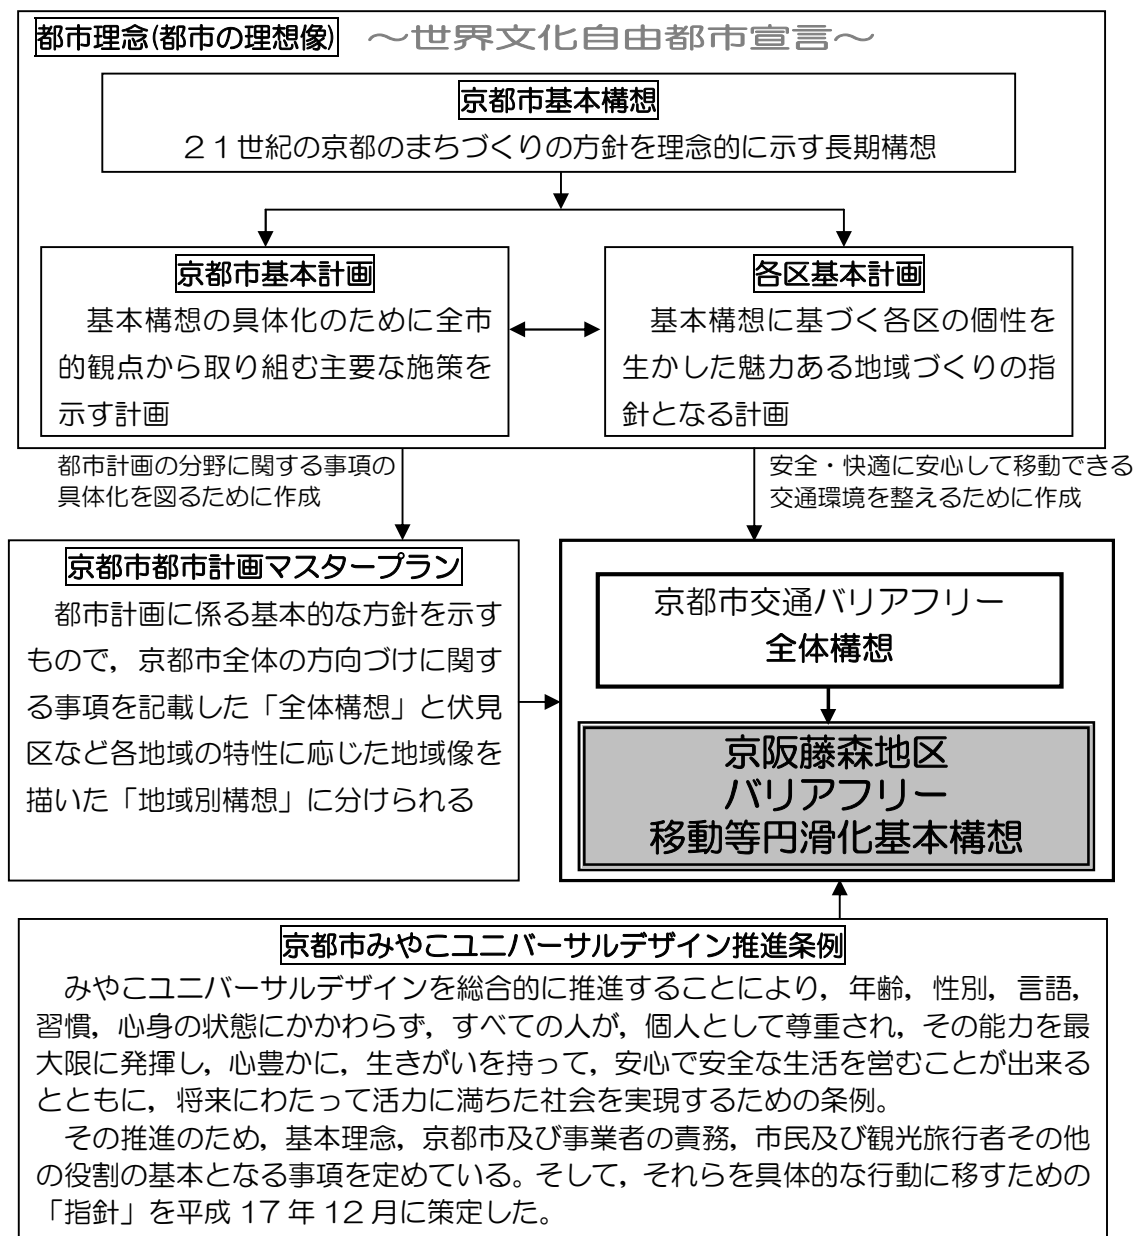 都市理念(都市の理想像) ～世界文化自由都市宣言～
京都市基本構想
２１世紀の京都のまちづくりの方針を理念的に示す長期構想
京都市基本計画
基本構想の具体化のために全市
的観点から取り組む主要な施策を
示す計画
各区基本計画
基本構想に基づく各区の個性を
生かした魅力ある地域づくりの指
針となる計画
都市計画の分野に関する事項の
具体化を図るために作成
安全・快適に安心して移動できる
交通環境を整えるために作成
京都市都市計画マスタープラン
都市計画に係る基本的な方針を示す
もので，京都市全体の方向づけに関す
る事項を記載した「全体構想」と伏見
区など各地域の特性に応じた地域像を
描いた「地域別構想」に分けられる
京都市交通バリアフリー
全体構想
京阪藤森地区
バリアフリー
移動等円滑化基本構想
京都市みやこユニバーサルデザイン推進条例
みやこユニバーサルデザインを総合的に推進することにより，年齢，性別，言語，
習慣，心身の状態にかかわらず，すべての人が，個人として尊重され，その能力を最
大限に発揮し，心豊かに，生きがいを持って，安心で安全な生活を営むことが出来る
とともに，将来にわたって活力に満ちた社会を実現するための条例。
その推進のため，基本理念，京都市及び事業者の責務，市民及び観光旅行者その他
の役割の基本となる事項を定めている。そして，それらを具体的な行動に移すための
「指針」を平成 17 年 12 月に策定した。